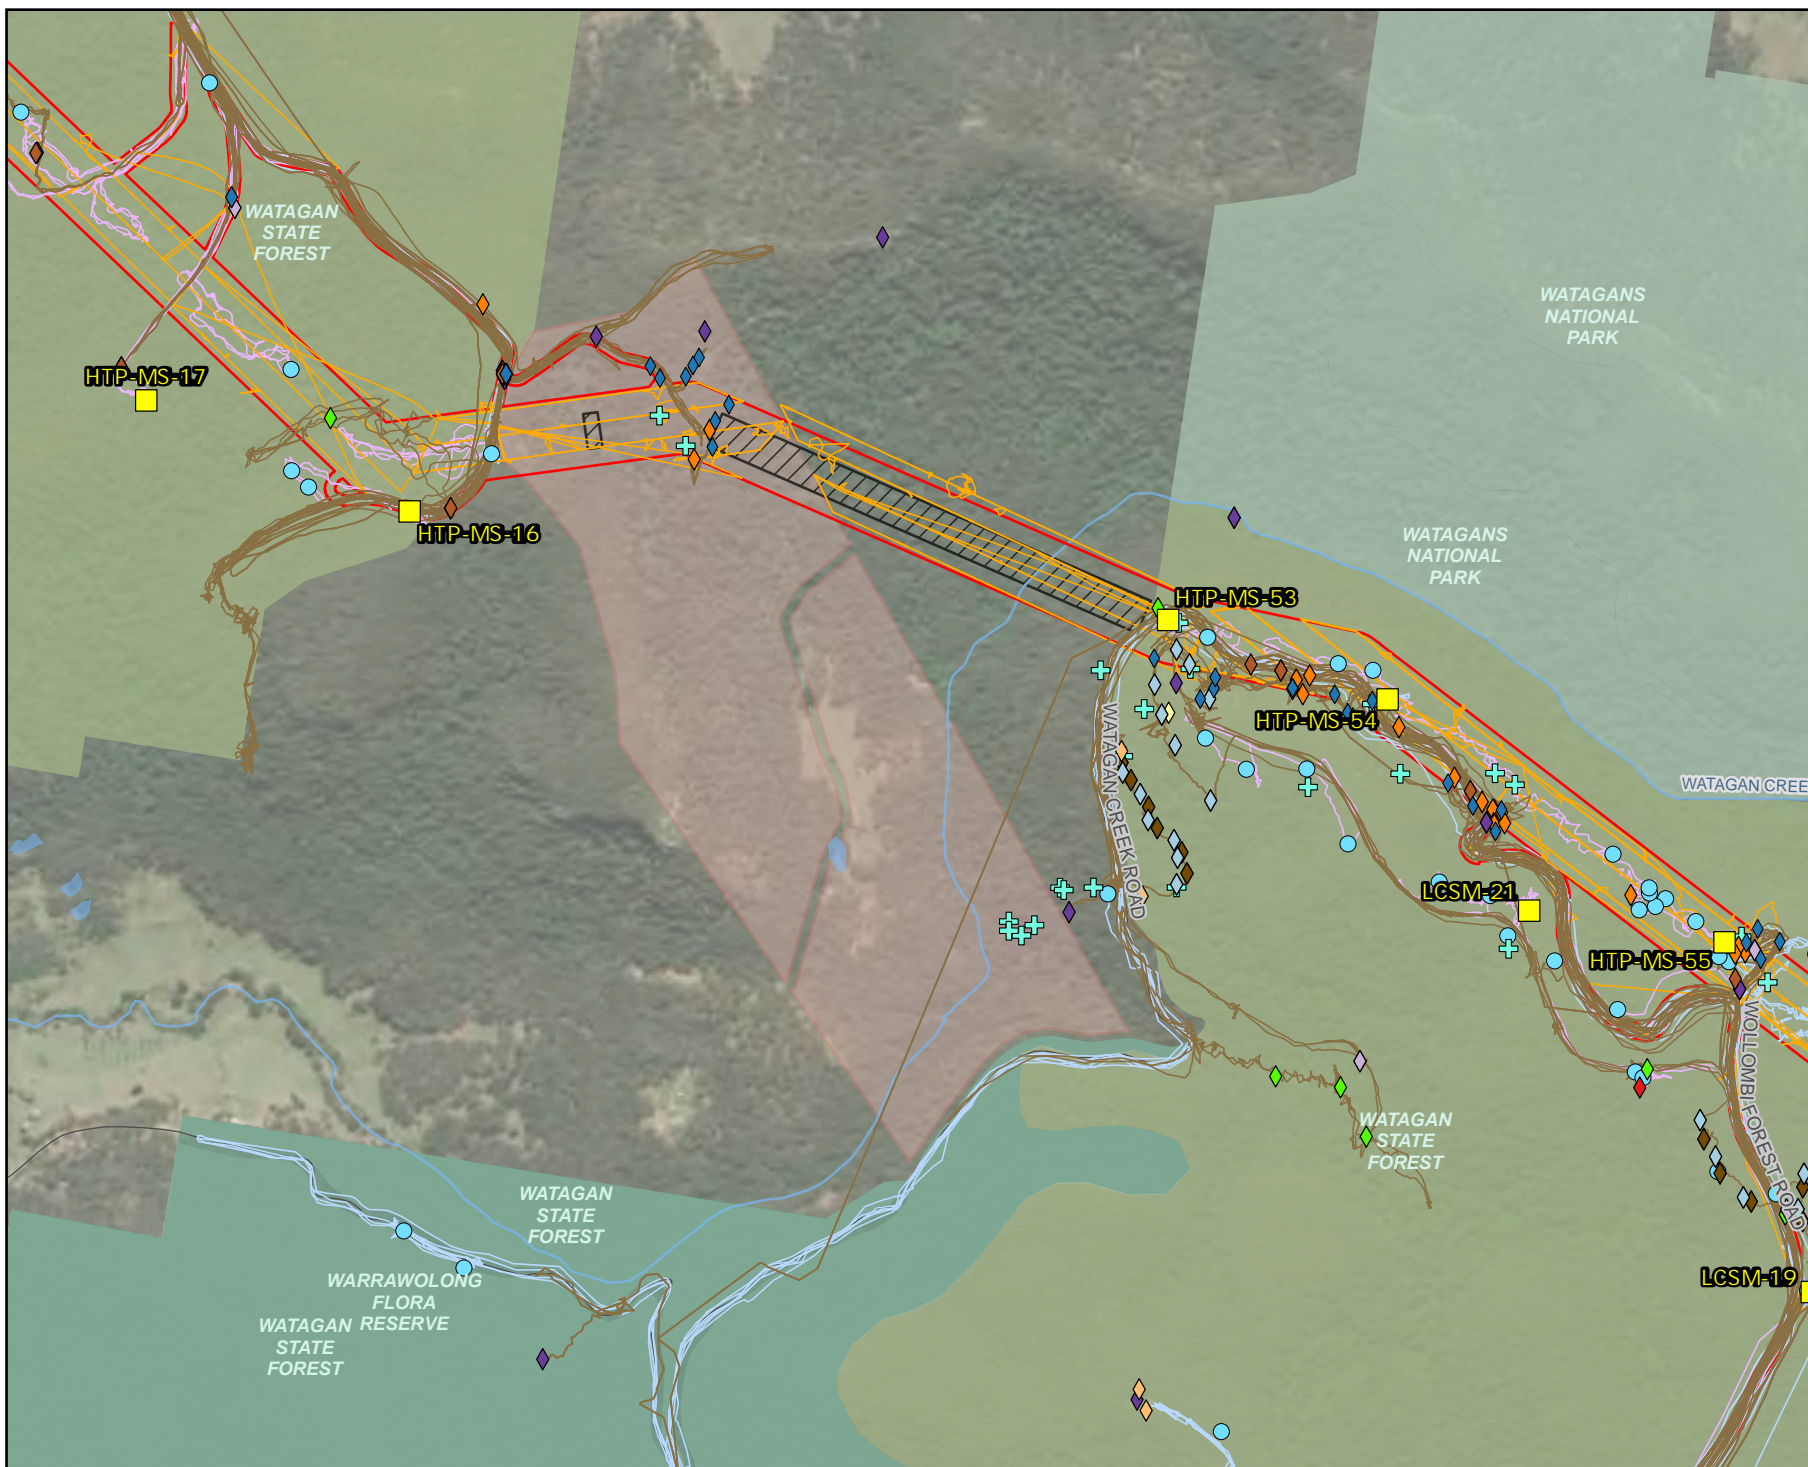 WATAGAN
STATE
FOREST
WATAGANS
NATIONAL
PARK
HTP-MS-17
HTP-MS-16
WATAGANS
NATIONAL
PARK
HTP-MS-53
HTP-MS-54
WATAGAN CREEK ROAD
WATAGAN CREE
LCSM-21
HTP-MS-55
WOLLOMBI FOREST ROAD
WATAGAN
STATE
FOREST
WATAGAN
STATE
FOREST
WARRAWOLONG
FLORA
RESERVE
WATAGAN
STATE
FOREST
LCSM-19